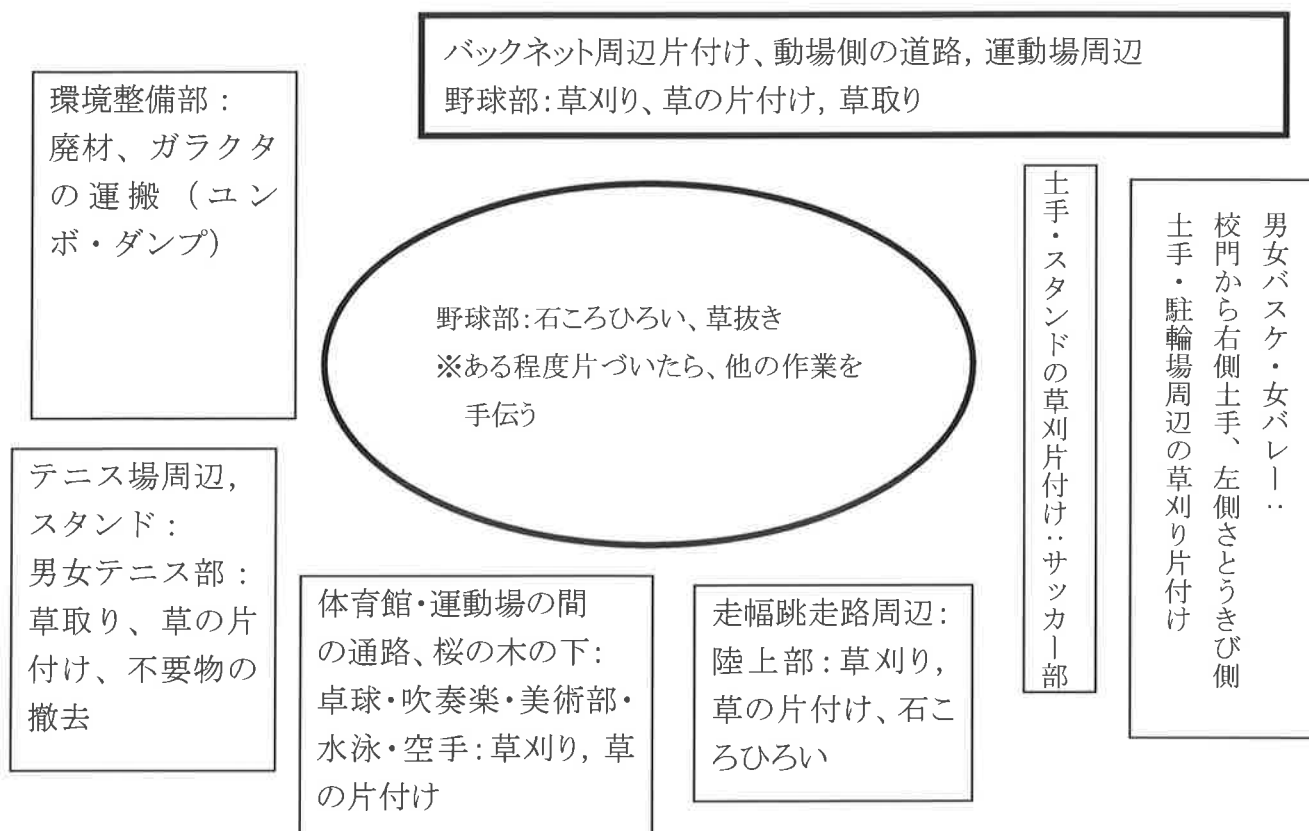 バックネット周辺片付け、動場側の道路, 運動場周辺
野球部：草刈り、草の片付け, 草取り
環境整備部：
廃材、ガラクタ
の運搬（ユン
ボ・ダンプ）
野球部：石ころひろい、草抜き
※ある程度片づいたら、他の作業を
手伝う
男女バスケ・女バレー：
校門から右側土手、左側さとうきび側
土手・駐輪場周辺の草刈り片付け
土手・スタンドの草刈片付け：サッカー部
テニス場周辺,
スタンド：
男女テニス部：
草取り、草の片
付け、不要物の
撤去
体育館・運動場の間
の通路、桜の木の下：
卓球・吹奏楽・美術部・
水泳・空手：草刈り, 草
の片付け
走幅跳走路周辺：
陸上部：草刈り,
草の片付け、石こ
ろひろい